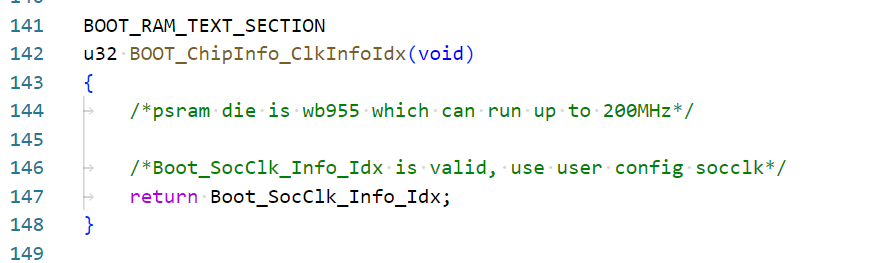 141 BOOT_RAM_TEXT_SECTION
142 u32 BOOT_ChipInfo_ClkInfoIdx(void)
143 {
144 /*psram die is wb955 which can run up to 200MHz*/
145
146 /*Boot_SocClk_Info_Idx is valid, use user config socclk*/
147 return Boot_SocClk_Info_Idx;
148 }
149